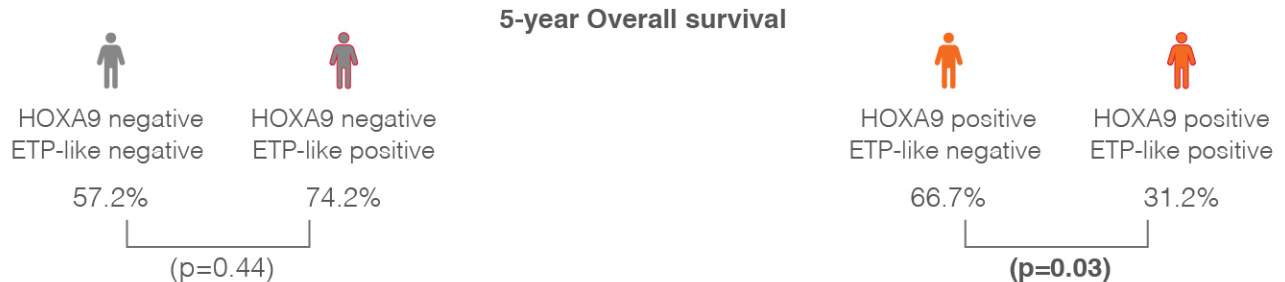 5-year Overall survival
HOXA9 negative
ETP-like negative
57.2%
HOXA9 negative
ETP-like positive
74.2%
(p=0.44)
HOXA9 positive
ETP-like negative
66.7%
HOXA9 positive
ETP-like positive
31.2%
(p=0.03)